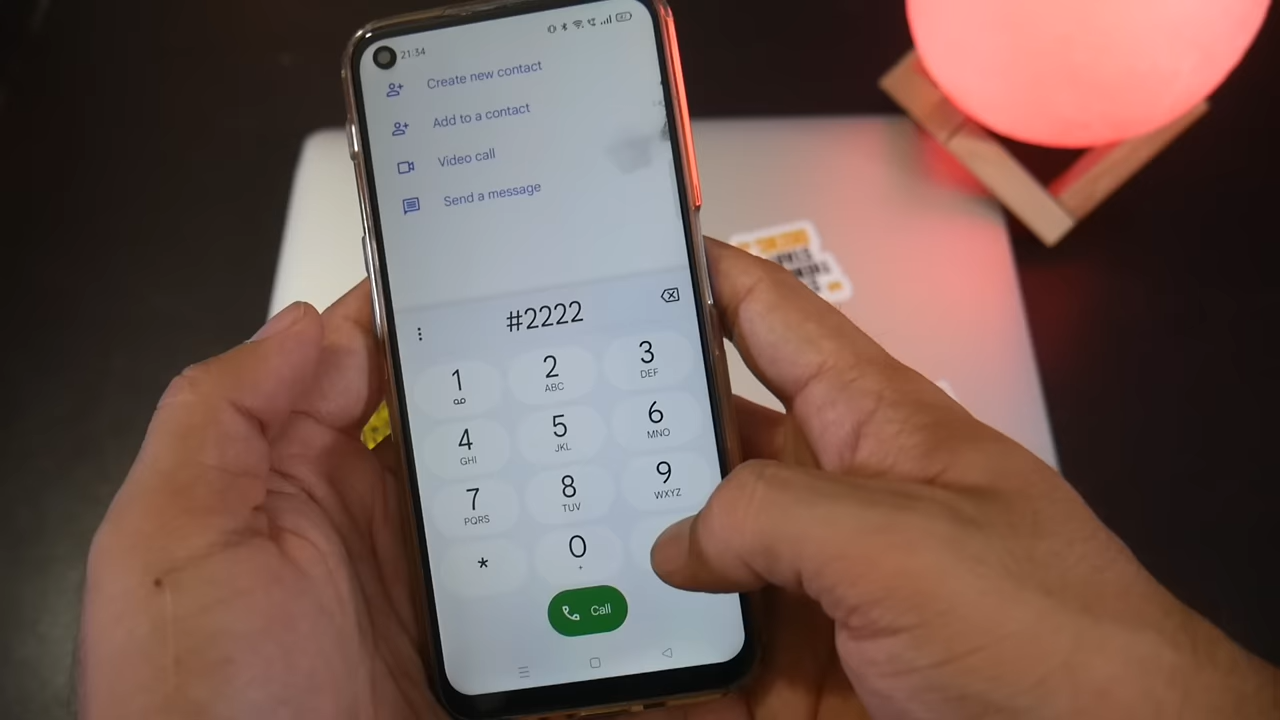 21:34
Create new contact
Add to a contact
Video call
Send a message
#2222
1
2 ABC
3 DEF
4 GHI
5 JKL
6 MNO
7 PQRS
8 TUV
9 WXYZ
*
0 +
Call